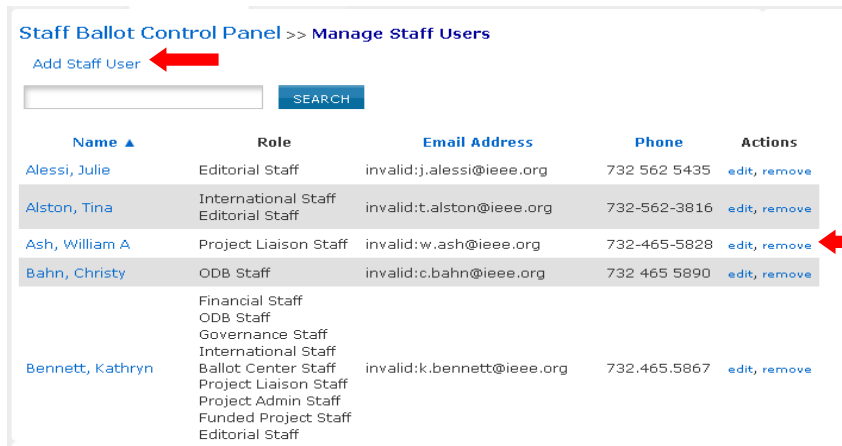 Staff Ballot Control Panel >> Manage Staff Users
Add Staff User
SEARCH
Name ▲ Role Email Address Phone Actions
Alessi, Julie Editorial Staff invalid:j.alessi@ieee.org 732 562 5435 edit, remove
Alston, Tina International Staff Editorial Staff invalid:t.alston@ieee.org 732-562-3816 edit, remove
Ash, William A Project Liaison Staff invalid:w.ash@ieee.org 732-465-5828 edit, remove
Bahn, Christy ODB Staff invalid:c.bahn@ieee.org 732 465 5890 edit, remove
Financial Staff
ODB Staff
Governance Staff
International Staff
Bennett, Kathryn Ballot Center Staff invalid:k.bennett@ieee.org 732.465.5867 edit, remove
Project Liaison Staff
Project Admin Staff
Funded Project Staff
Editorial Staff